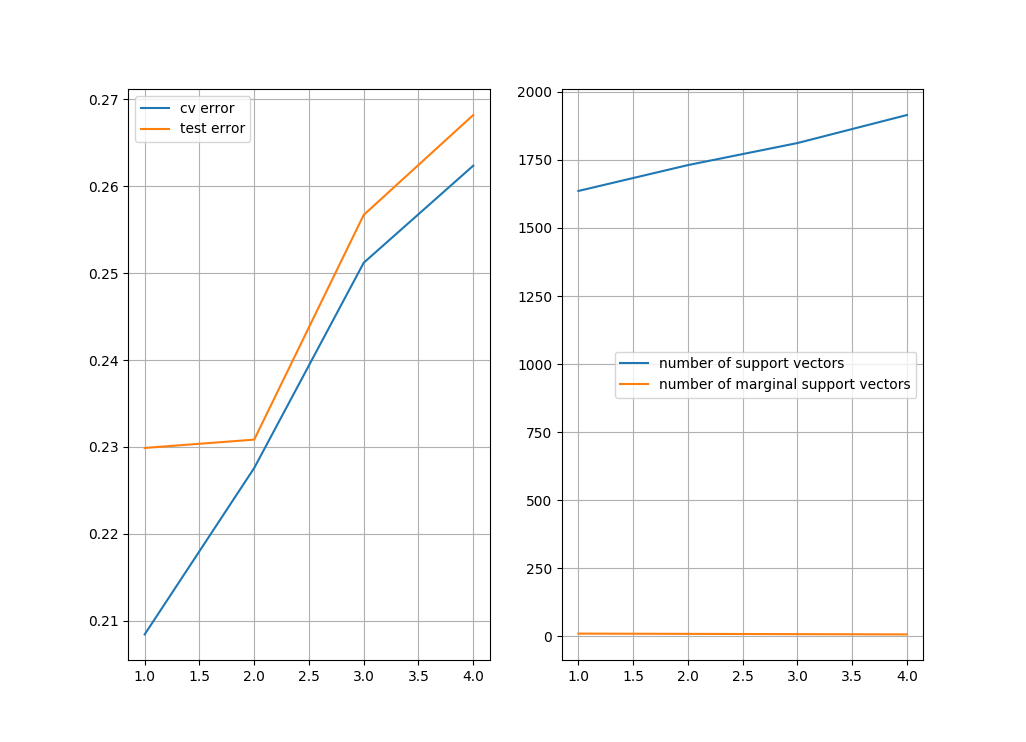 cv error
test error
0.27
0.26
0.25
0.24
0.23
0.22
0.21
1.0 1.5 2.0 2.5 3.0 3.5 4.0
number of support vectors
number of marginal support vectors
2000
1750
1500
1250
1000
750
500
250
0
1.0 1.5 2.0 2.5 3.0 3.5 4.0